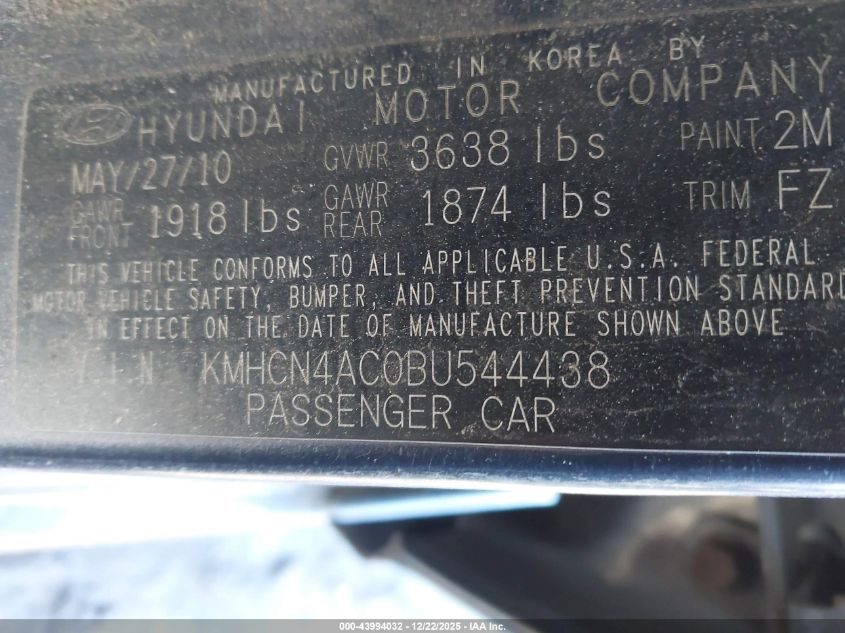 MANUFACTURED IN KOREA BY
HYUNDAI MOTOR COMPANY
MAY/27/10 GVWR 3638 lbs PAINT 2M
GAWR FRONT 1918 lbs GAWR REAR 1874 lbs TRIM FZ
THIS VEHICLE CONFORMS TO ALL APPLICABLE U.S.A. FEDERAL
MOTOR VEHICLE SAFETY, BUMPER, AND THEFT PREVENTION STANDARD
IN EFFECT ON THE DATE OF MANUFACTURE SHOWN ABOVE
VIN KMHCN4AC0BU544438
PASSENGER CAR
000-43994032 - 12/22/2025 - IAA Inc.